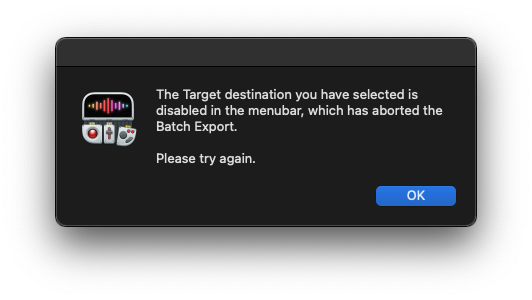 The Target destination you have selected is
disabled in the menubar, which has aborted the
Batch Export.
Please try again.
OK